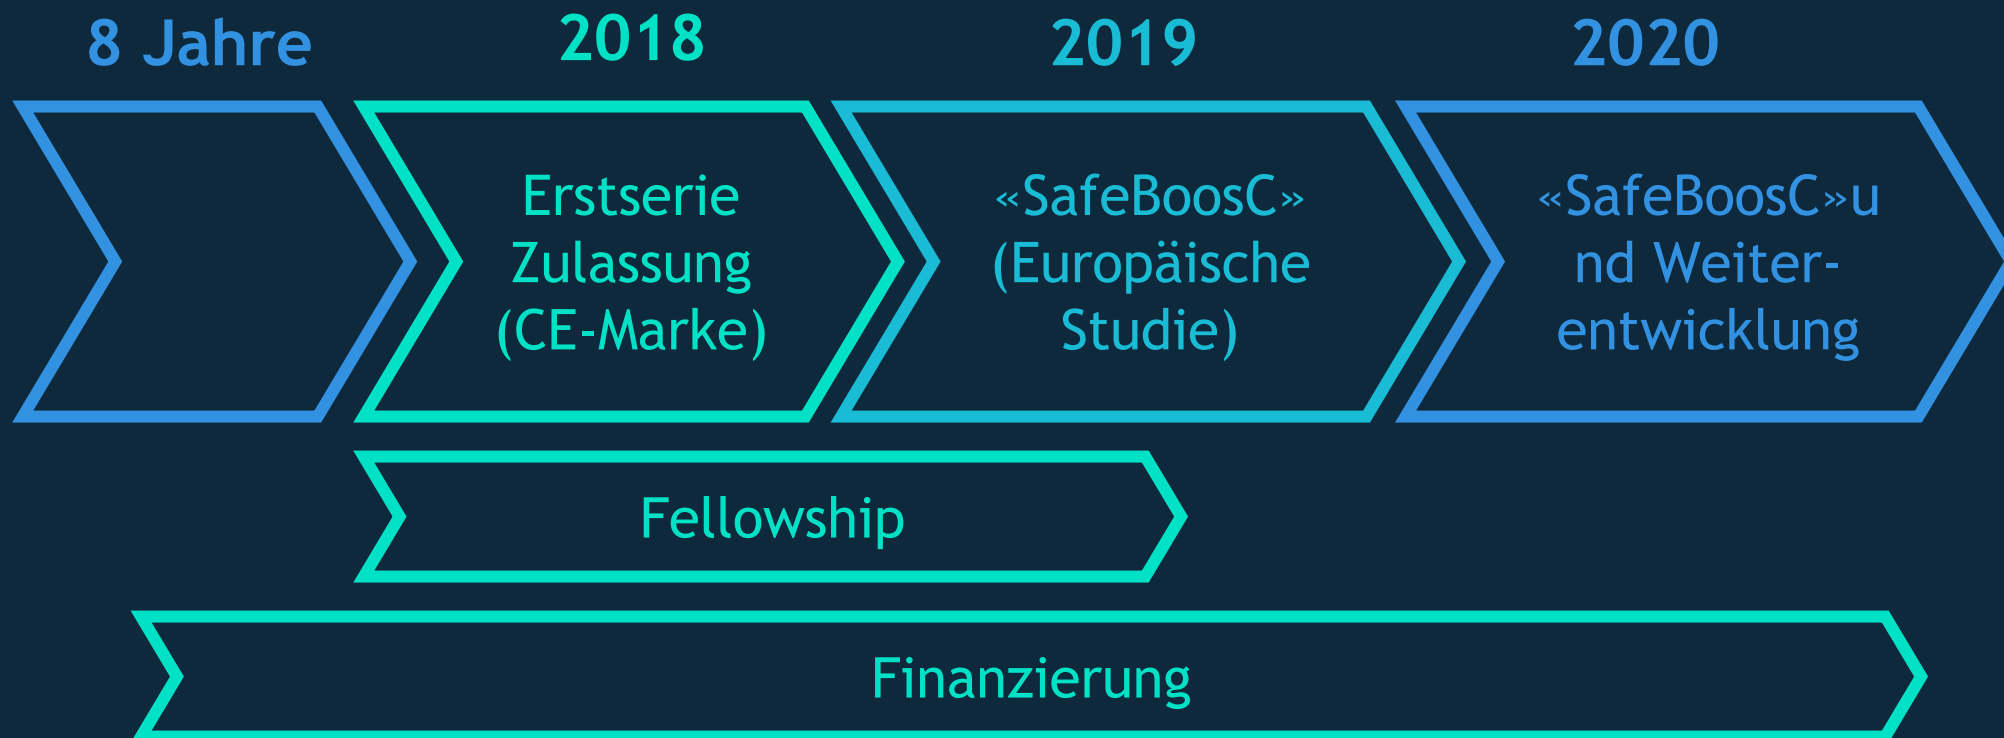 8 Jahre
2018
2019
2020
Erstserie
Zulassung
(CE-Marke)
«SafeBoosC»
(Europäische
Studie)
«SafeBoosC»u
nd Weiter-
entwicklung
Fellowship
Finanzierung